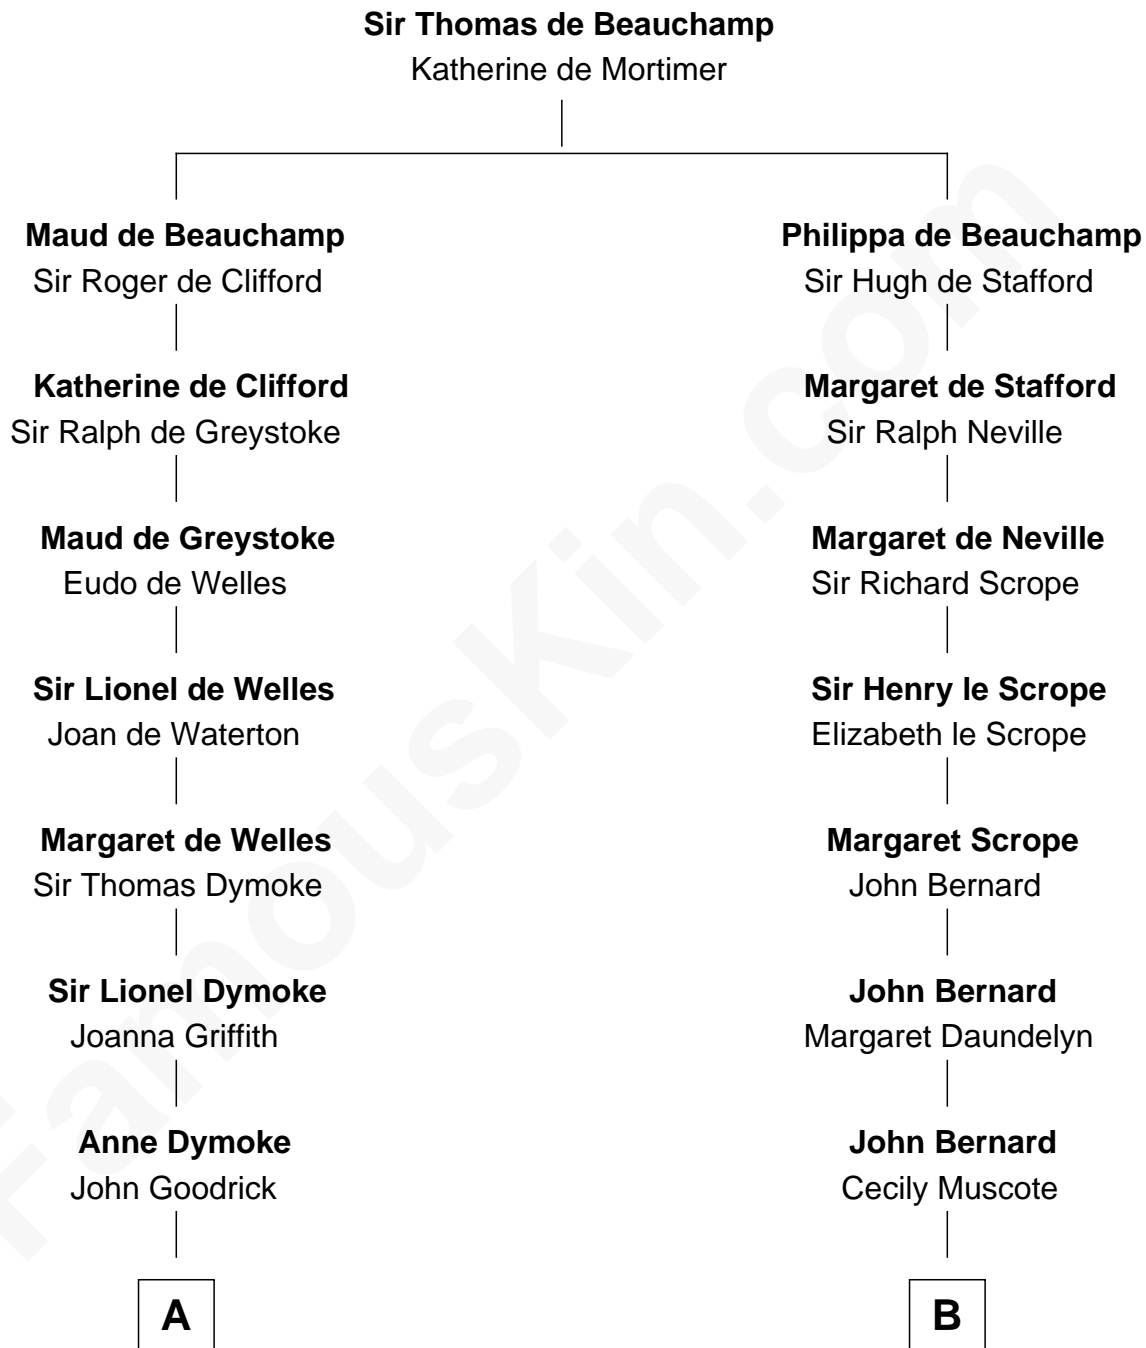 Sir Thomas de Beauchamp
Katherine de Mortimer
Maud de Beauchamp
Sir Roger de Clifford
Katherine de Clifford
Sir Ralph de Greystoke
Maud de Greystoke
Eudo de Welles
Sir Lionel de Welles
Joan de Waterton
Margaret de Welles
Sir Thomas Dymoke
Sir Lionel Dymoke
Joanna Griffith
Anne Dymoke
John Goodrick
A
Philippa de Beauchamp
Sir Hugh de Stafford
Margaret de Stafford
Sir Ralph Neville
Margaret de Neville
Sir Richard Scrope
Sir Henry le Scrope
Elizabeth le Scrope
Margaret Scrope
John Bernard
John Bernard
Margaret Daundelyn
John Bernard
Cecily Muscote
B
FamousKin.com